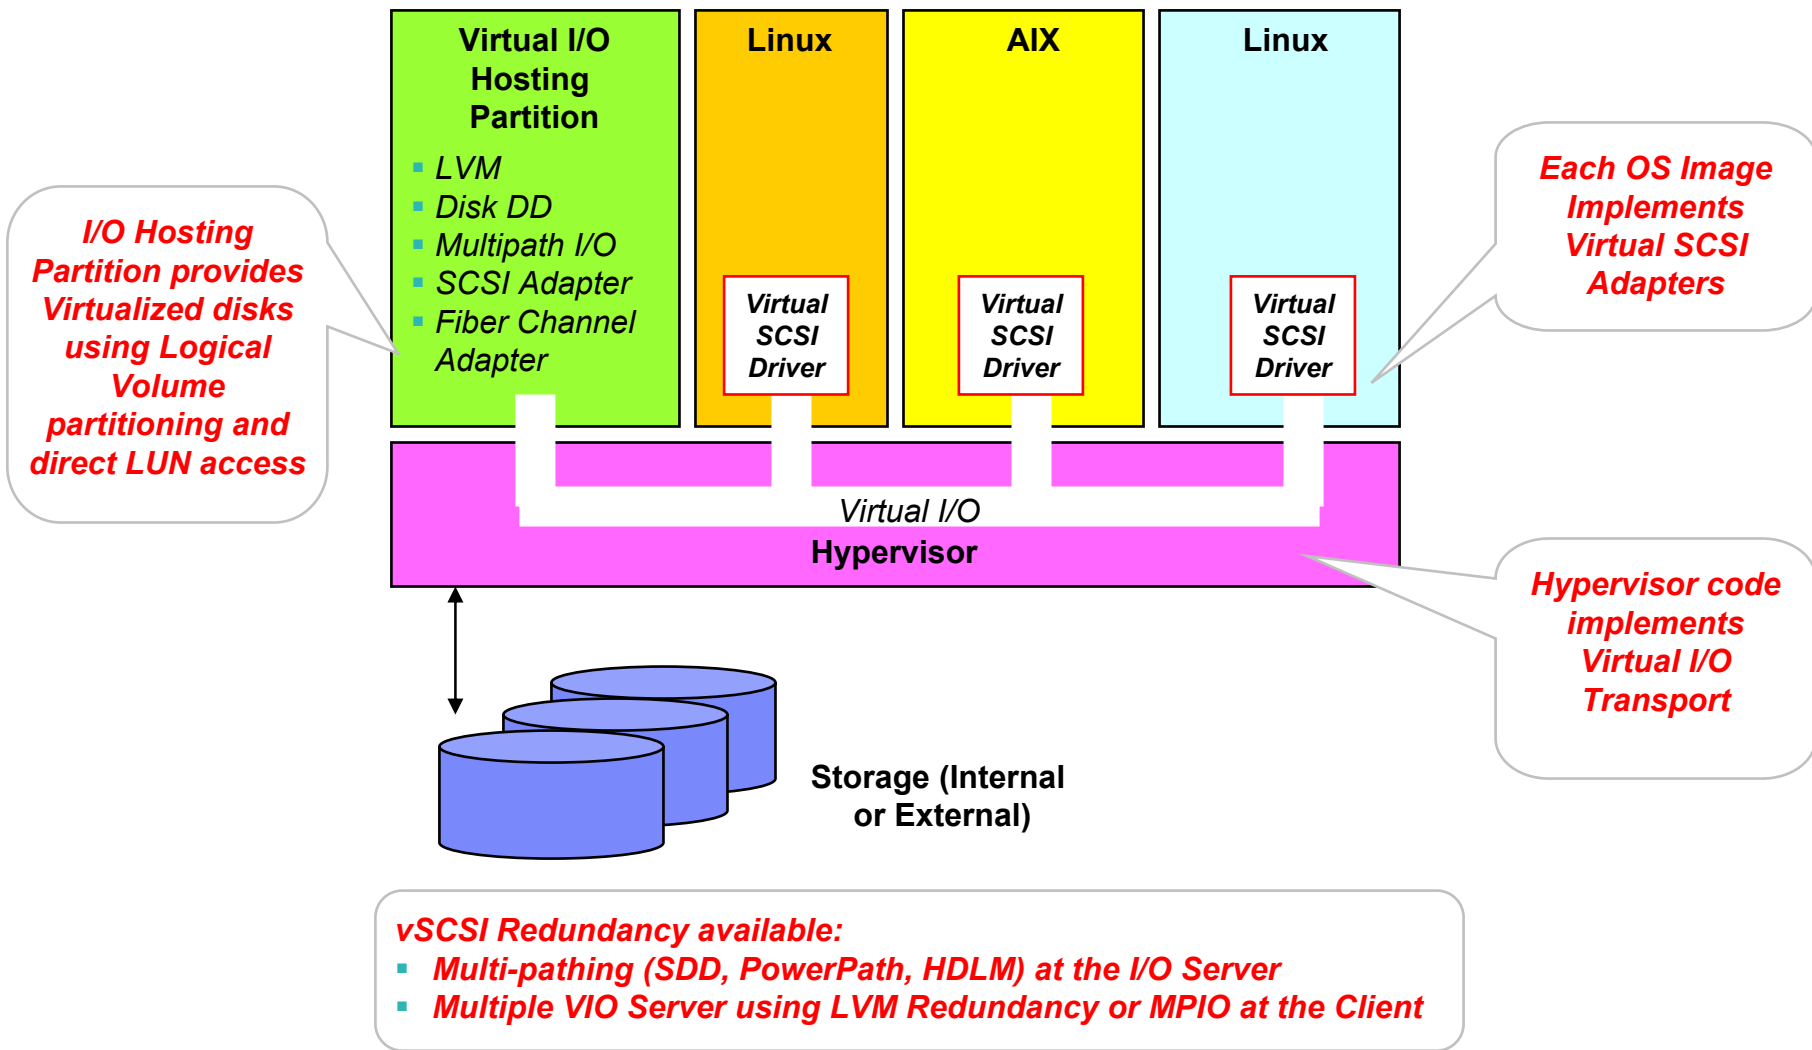 Virtual I/O
Hosting
Partition
LVM
Disk DD
Multipath I/O
SCSI Adapter
Fiber Channel
Adapter
Linux
Virtual
SCSI
Driver
AIX
Virtual
SCSI
Driver
Linux
Virtual
SCSI
Driver
I/O Hosting
Partition provides
Virtualized disks
using Logical
Volume
partitioning and
direct LUN access
Each OS Image
Implements
Virtual SCSI
Adapters
Virtual I/O
Hypervisor
Hypervisor code
implements
Virtual I/O
Transport
Storage (Internal
or External)
vSCSI Redundancy available:
Multi-pathing (SDD, PowerPath, HDLM) at the I/O Server
Multiple VIO Server using LVM Redundancy or MPIO at the Client